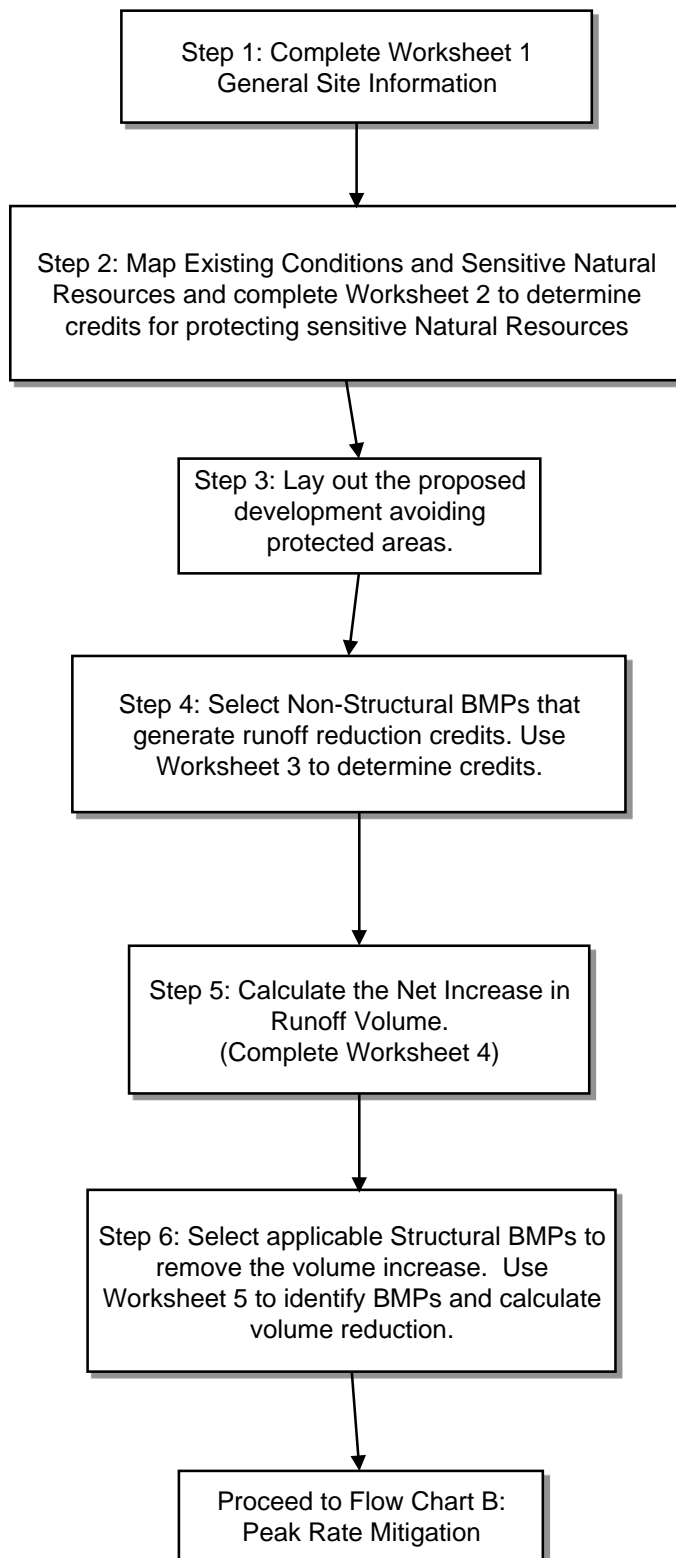 Step 1: Complete Worksheet 1
General Site Information
Step 2: Map Existing Conditions and Sensitive Natural
Resources and complete Worksheet 2 to determine
credits for protecting sensitive Natural Resources
Step 3: Lay out the proposed
development avoiding
protected areas.
Step 4: Select Non-Structural BMPs that
generate runoff reduction credits. Use
Worksheet 3 to determine credits.
Step 5: Calculate the Net Increase in
Runoff Volume.
(Complete Worksheet 4)
Step 6: Select applicable Structural BMPs to
remove the volume increase.  Use
Worksheet 5 to identify BMPs and calculate
volume reduction.
Proceed to Flow Chart B:
Peak Rate Mitigation